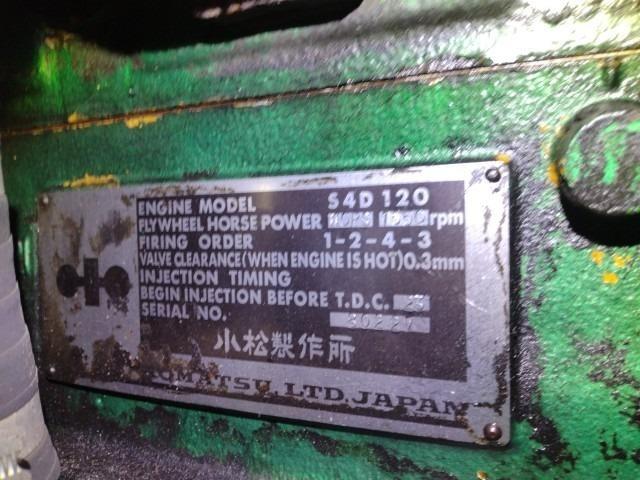 ENGINE MODEL S4D 120
FLYWHEEL HORSE POWER rpm
FIRING ORDER 1-2-4-3
VALVE CLEARANCE(WHEN ENGINE IS HOT)0.3mm
INJECTION TIMING
BEGIN INJECTION BEFORE T.D.C.
SERIAL NO.
小松製作所
KOMATSU, LTD. JAPAN